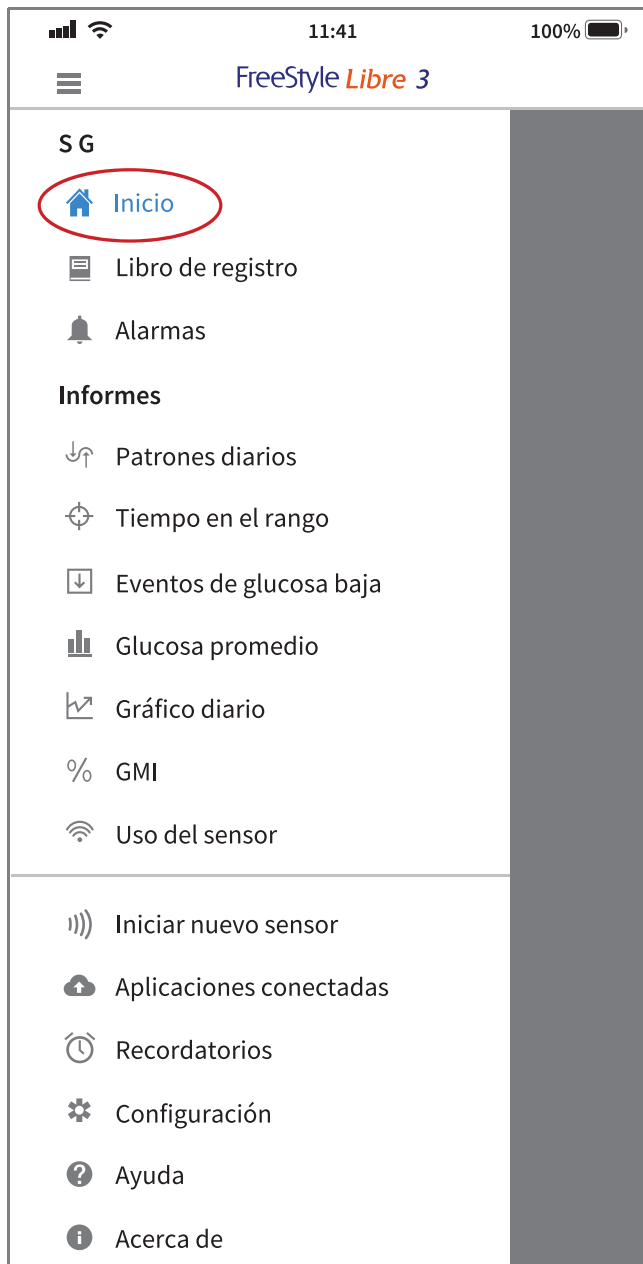 11:41
100%
FreeStyle Libre 3
S G
Inicio
Libro de registro
Alarmas
Informes
Patrones diarios
Tiempo en el rango
Eventos de glucosa baja
Glucosa promedio
Gráfico diario
% GMI
Uso del sensor
Iniciar nuevo sensor
Aplicaciones conectadas
Recordatorios
Configuración
Ayuda
Acerca de